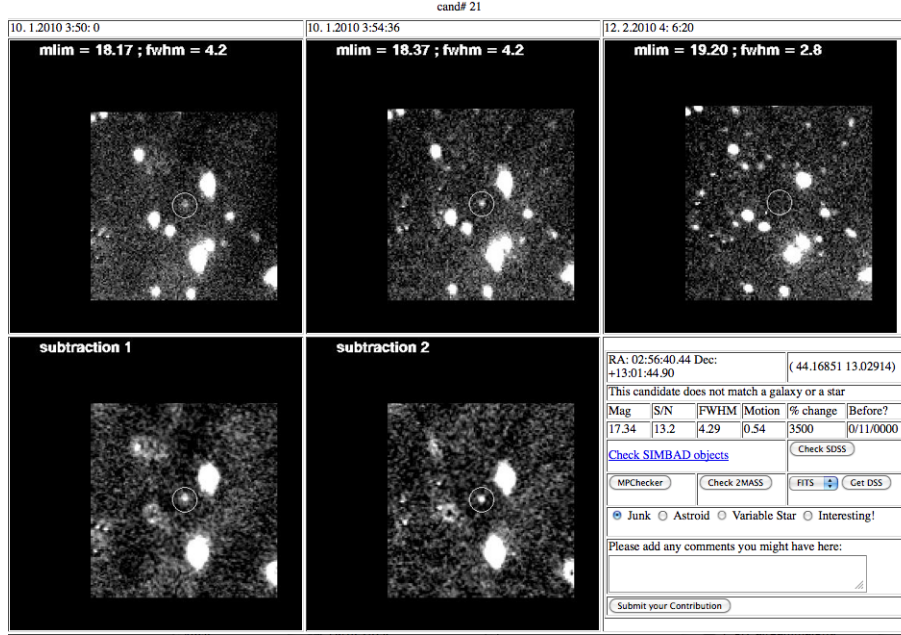 cand# 21
10. 1.2010 3:50: 0
10. 1.2010 3:54:36
12. 2.2010 4: 6:20
mlim = 18.17 ; fwhm = 4.2
mlim = 18.37 ; fwhm = 4.2
mlim = 19.20 ; fwhm = 2.8
subtraction 1
subtraction 2
RA: 02:56:40.44 Dec:
+13:01:44.90
( 44.16851 13.02914)
This candidate does not match a galaxy or a star
Mag S/N FWHM Motion % change Before?
17.34 13.2 4.29 0.54 3500 0/11/0000
Check SIMBAD objects
Check SDSS
MPChecker
Check 2MASS
FITS
Get DSS
Junk Astroid Variable Star Interesting!
Please add any comments you might have here:
Submit your Contribution